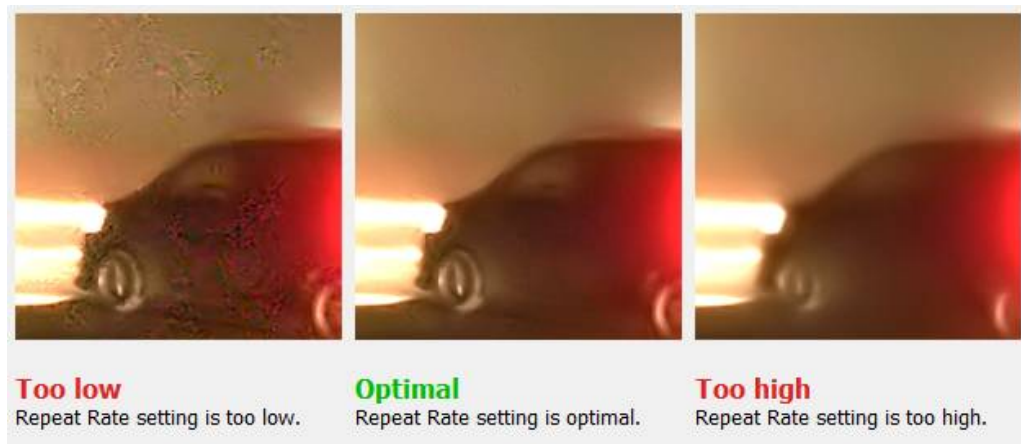 Too low
Repeat Rate setting is too low.
Optimal
Repeat Rate setting is optimal.
Too high
Repeat Rate setting is too high.